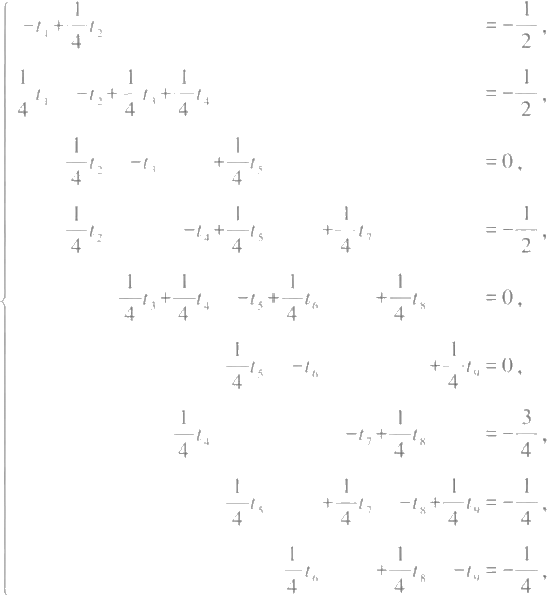 -t₁ + 1/4 t₂ = -1/2 ,
1/4 t₁ -t₂ + 1/4 t₃ + 1/4 t₄ = -1/2 ,
1/4 t₂ -t₃ + 1/4 t₅ = 0 ,
1/4 t₂ -t₄ + 1/4 t₅ + 1/4 t₇ = -1/2 ,
1/4 t₃ + 1/4 t₄ -t₅ + 1/4 t₆ + 1/4 t₈ = 0 ,
1/4 t₅ -t₆ + 1/4 t₉ = 0 ,
1/4 t₄ -t₇ + 1/4 t₈ = -3/4 ,
1/4 t₅ + 1/4 t₇ -t₈ + 1/4 t₉ = -1/4 ,
1/4 t₆ + 1/4 t₈ -t₉ = -1/4 ,